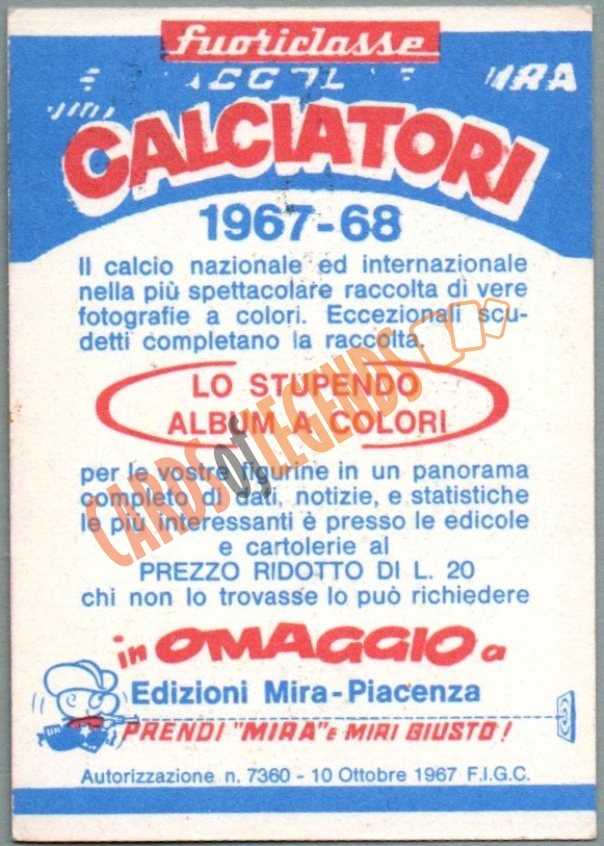 fuoriclasse
MIRA
CALCIATORI
1967-68
Il calcio nazionale ed internazionale
nella più spettacolare raccolta di vere
fotografie a colori. Eccezionali scu-
detti completano la raccolta.
LO STUPENDO
ALBUM A COLORI
per le vostre figurine in un panorama
completo di dati, notizie, e statistiche
le più interessanti è presso le edicole
e cartolerie al
PREZZO RIDOTTO DI L. 20
chi non lo trovasse lo può richiedere
in OMAGGIO a
Edizioni Mira-Piacenza
PRENDI "MIRA" E MIRI GIUSTO!
Autorizzazione n. 7360 - 10 Ottobre 1967 F.I.G.C.
CARDS of LEGENDS